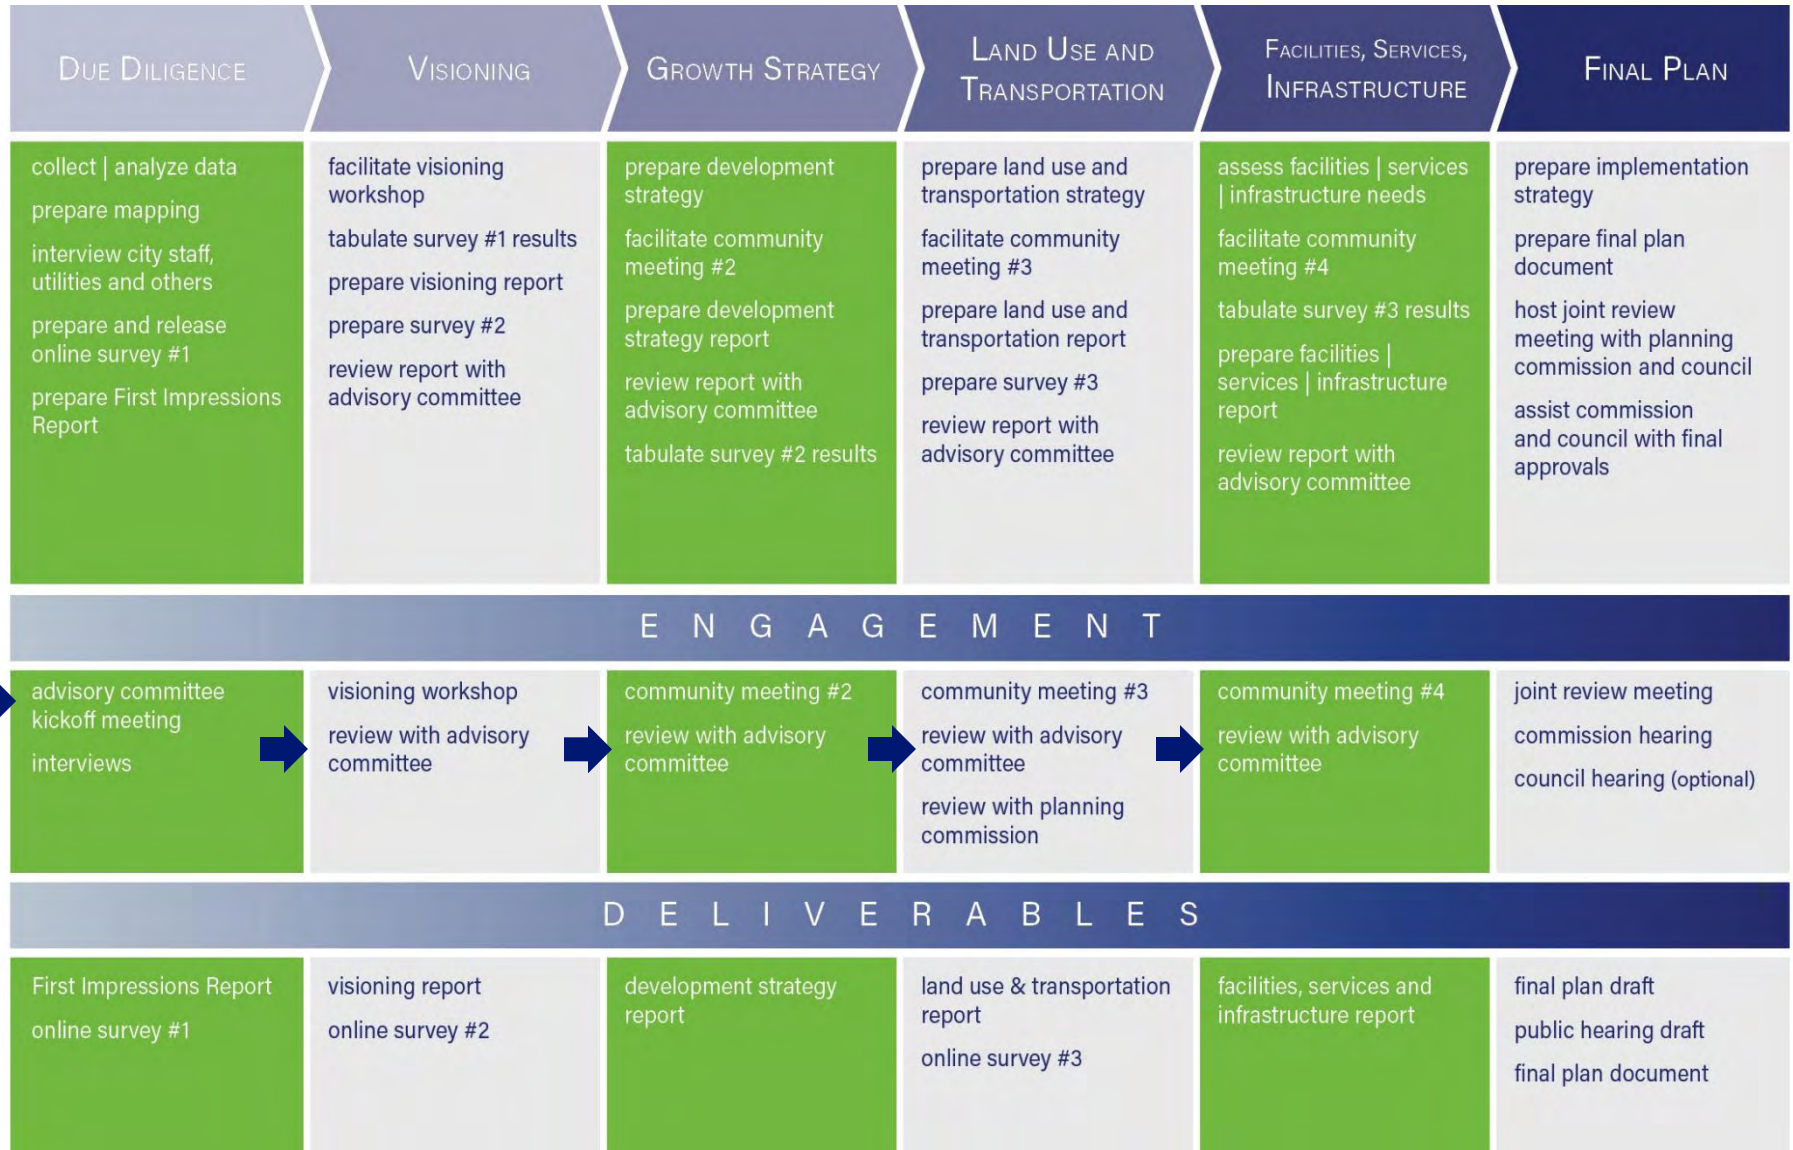 DUE DILIGENCE
VISIONING
GROWTH STRATEGY
LAND USE AND
TRANSPORTATION
FACILITIES, SERVICES,
INFRASTRUCTURE
FINAL PLAN
collect | analyze data
prepare mapping
interview city staff,
utilities and others
prepare and release
online survey #1
prepare First Impressions
Report
facilitate visioning
workshop
tabulate survey #1 results
prepare visioning report
prepare survey #2
review report with
advisory committee
prepare development
strategy
facilitate community
meeting #2
prepare development
strategy report
review report with
advisory committee
tabulate survey #2 results
prepare land use and
transportation strategy
facilitate community
meeting #3
prepare land use and
transportation report
prepare survey #3
review report with
advisory committee
assess facilities | services
| infrastructure needs
facilitate community
meeting #4
tabulate survey #3 results
prepare facilities |
services | infrastructure
report
review report with
advisory committee
prepare implementation
strategy
prepare final plan
document
host joint review
meeting with planning
commission and council
assist commission
and council with final
approvals
ENGAGEMENT
advisory committee
kickoff meeting
interviews
visioning workshop
review with advisory
committee
community meeting #2
review with advisory
committee
community meeting #3
review with advisory
committee
review with planning
commission
community meeting #4
review with advisory
committee
joint review meeting
commission hearing
council hearing (optional)
DELIVERABLES
First Impressions Report
online survey #1
visioning report
online survey #2
development strategy
report
land use & transportation
report
online survey #3
facilities, services and
infrastructure report
final plan draft
public hearing draft
final plan document